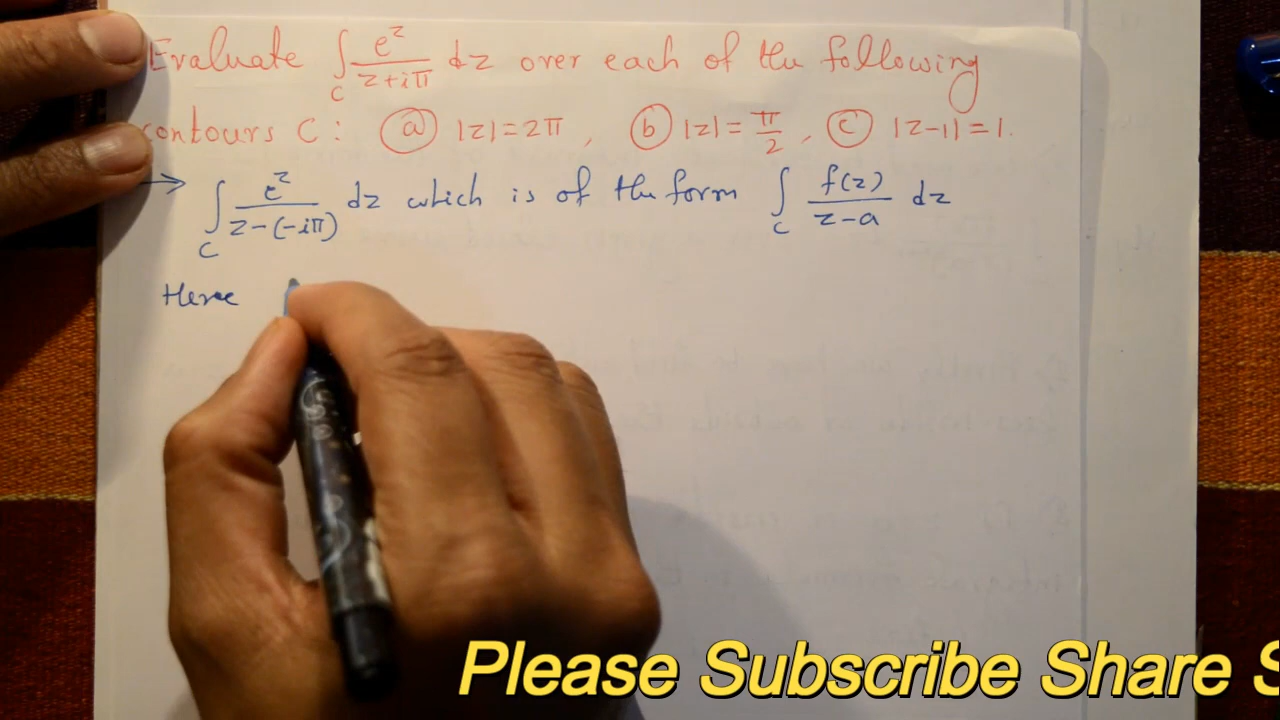 Evaluate ∫_C e^z/(z+iπ) dz over each of the following
contours C: (a) |z|=2π, (b) |z|=π/2, (c) |z-1|=1.
→ ∫_C e^z/(z-(-iπ)) dz which is of the form ∫_C f(z)/(z-a) dz
Here
Please Subscribe Share S